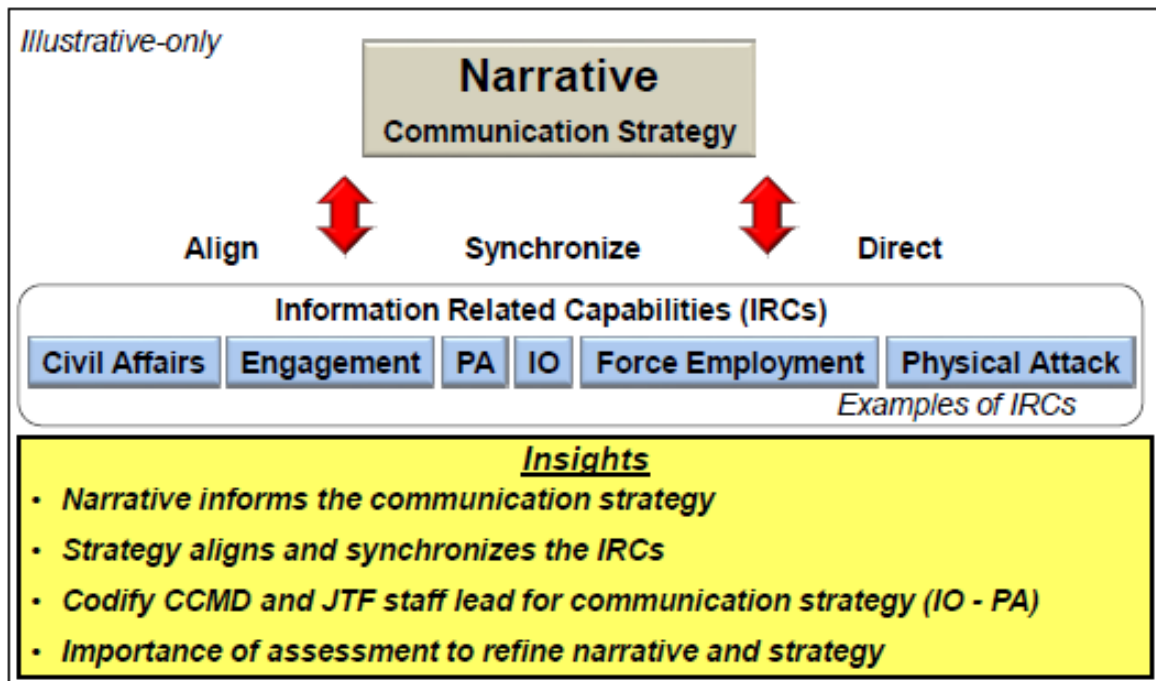 Illustrative-only
Narrative
Communication Strategy
Align Synchronize Direct
Information Related Capabilities (IRCs)
Civil Affairs Engagement PA IO Force Employment Physical Attack
Examples of IRCs
Insights
• Narrative informs the communication strategy
• Strategy aligns and synchronizes the IRCs
• Codify CCMD and JTF staff lead for communication strategy (IO - PA)
• Importance of assessment to refine narrative and strategy